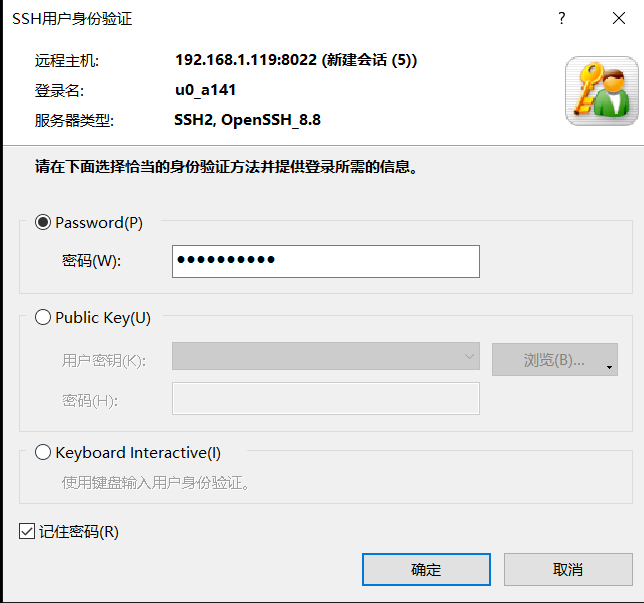 SSH用户身份验证
远程主机: 192.168.1.119:8022 (新建会话 (5))
登录名: u0_a141
服务器类型: SSH2, OpenSSH_8.8
请在下面选择恰当的身份验证方法并提供登录所需的信息。
Password(P)
密码(W): ●●●●●●●●●●
Public Key(U)
用户密钥(K): 浏览(B)...
密码(H):
Keyboard Interactive(I)
使用键盘输入用户身份验证。
记住密码(R)
确定 取消